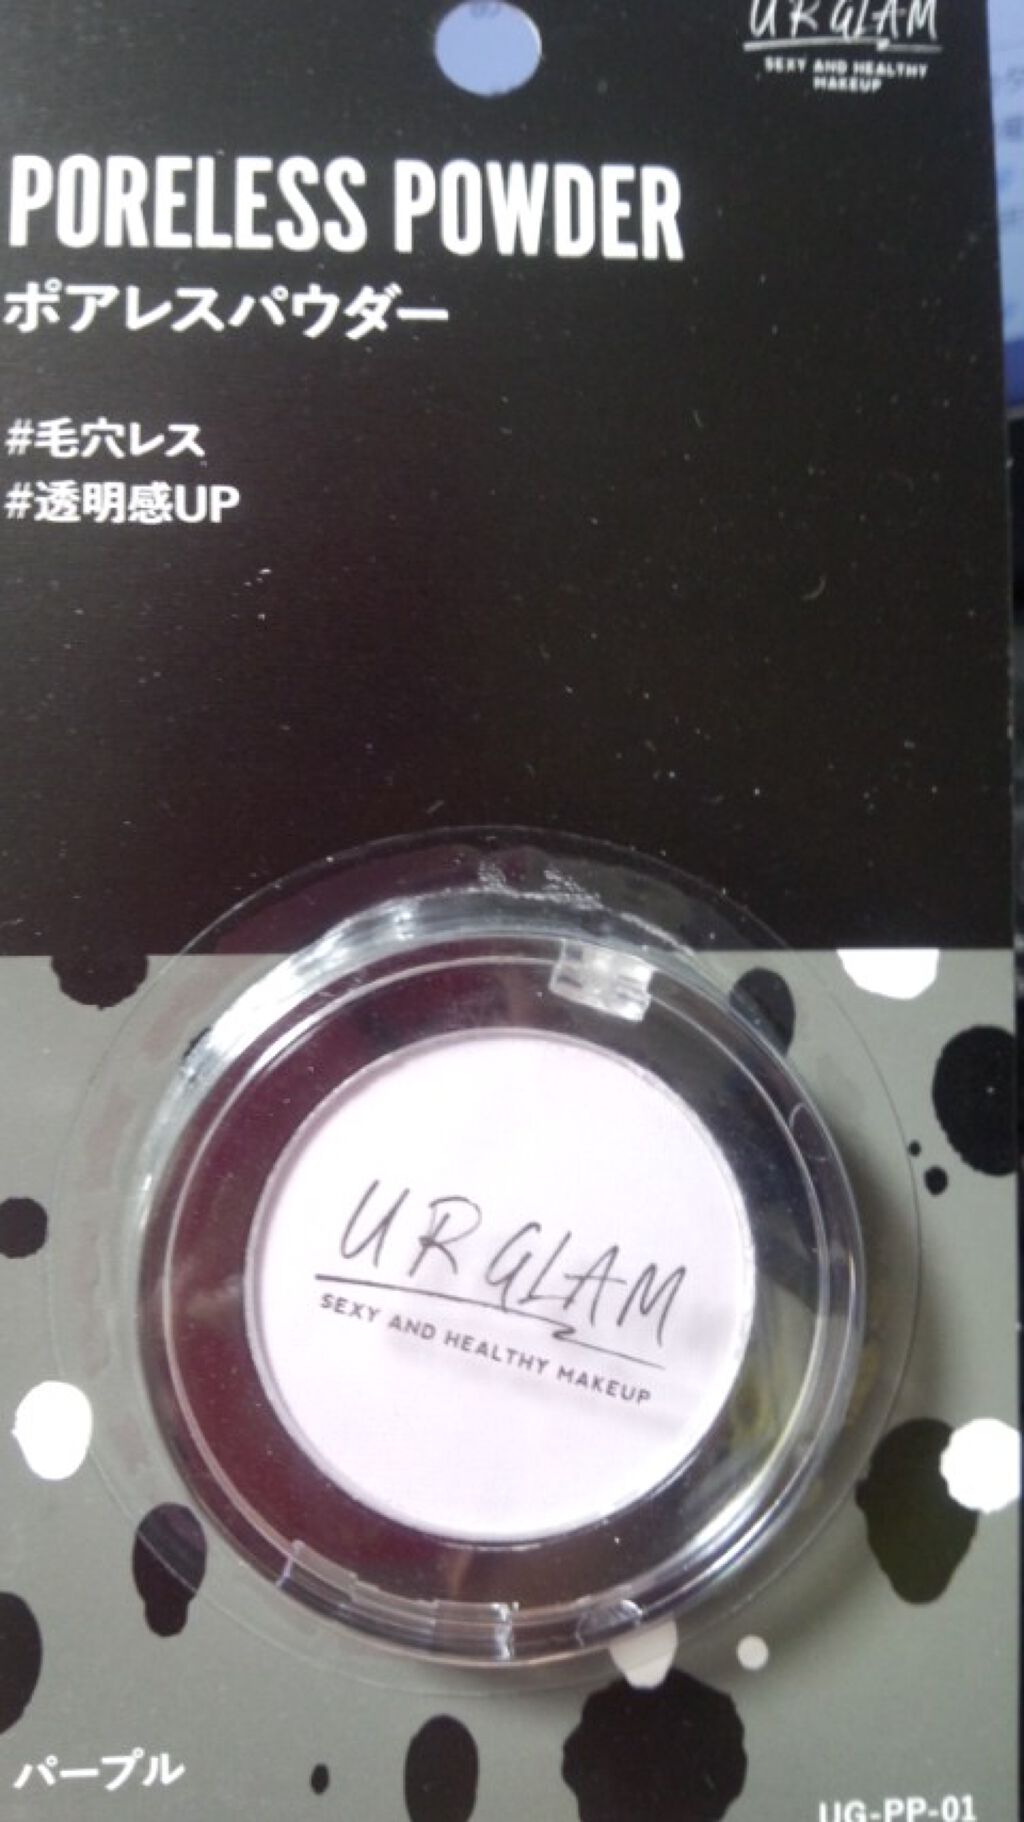 UR GLAM
SEXY AND HEALTHY
MAKEUP
PORELESS POWDER
ポアレスパウダー
#毛穴レス
#透明感UP
UR GLAM
SEXY AND HEALTHY MAKEUP
パープル
UG-PP-01